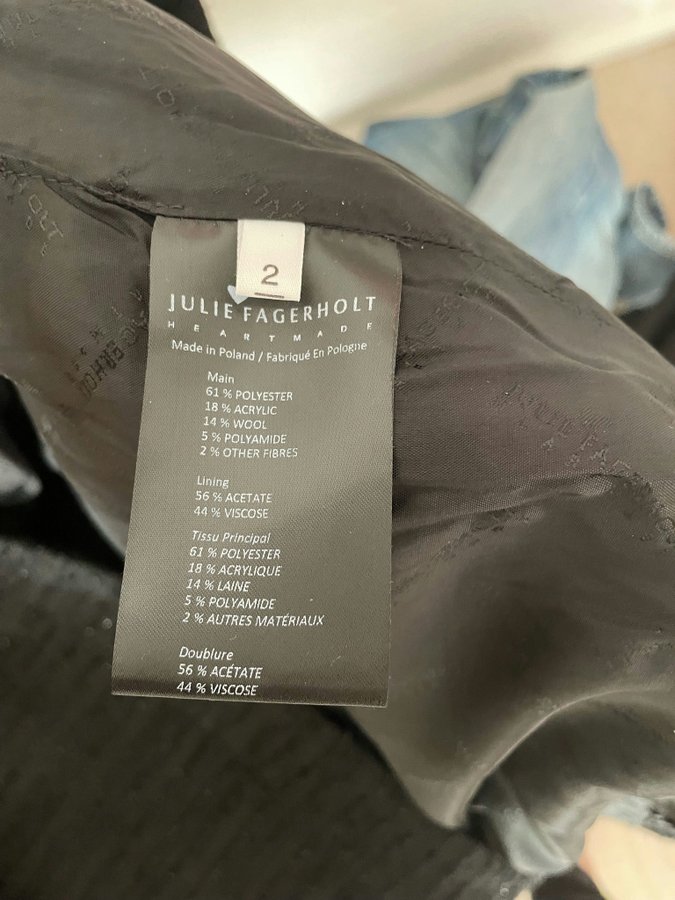 2
JULIE FAGERHOLT
HEARTMADE
Made in Poland / Fabriqué En Pologne
Main
61 % POLYESTER
18 % ACRYLIC
14 % WOOL
5 % POLYAMIDE
2 % OTHER FIBRES
Lining
56 % ACETATE
44 % VISCOSE
Tissu Principal
61 % POLYESTER
18 % ACRYLIQUE
14 % LAINE
5 % POLYAMIDE
2 % AUTRES MATÉRIAUX
Doublure
56 % ACÉTATE
44 % VISCOSE